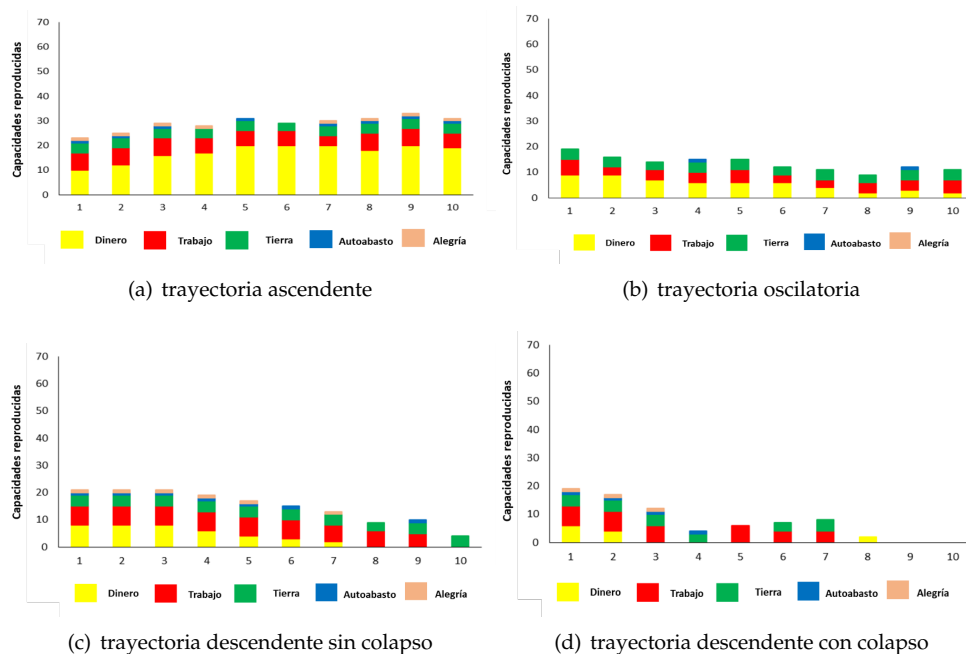 Capacidades reproducidas
70
60
50
40
30
20
10
0
1 2 3 4 5 6 7 8 9 10
Dinero Trabajo Tierra Autoabasto Alegría
(a) trayectoria ascendente
Capacidades reproducidas
70
60
50
40
30
20
10
0
1 2 3 4 5 6 7 8 9 10
Dinero Trabajo Tierra Autoabasto Alegría
(b) trayectoria oscilatoria
Capacidades reproducidas
70
60
50
40
30
20
10
0
1 2 3 4 5 6 7 8 9 10
Dinero Trabajo Tierra Autoabasto Alegría
(c) trayectoria descendente sin colapso
Capacidades reproducidas
70
60
50
40
30
20
10
0
1 2 3 4 5 6 7 8 9 10
Dinero Trabajo Tierra Autoabasto Alegría
(d) trayectoria descendente con colapso